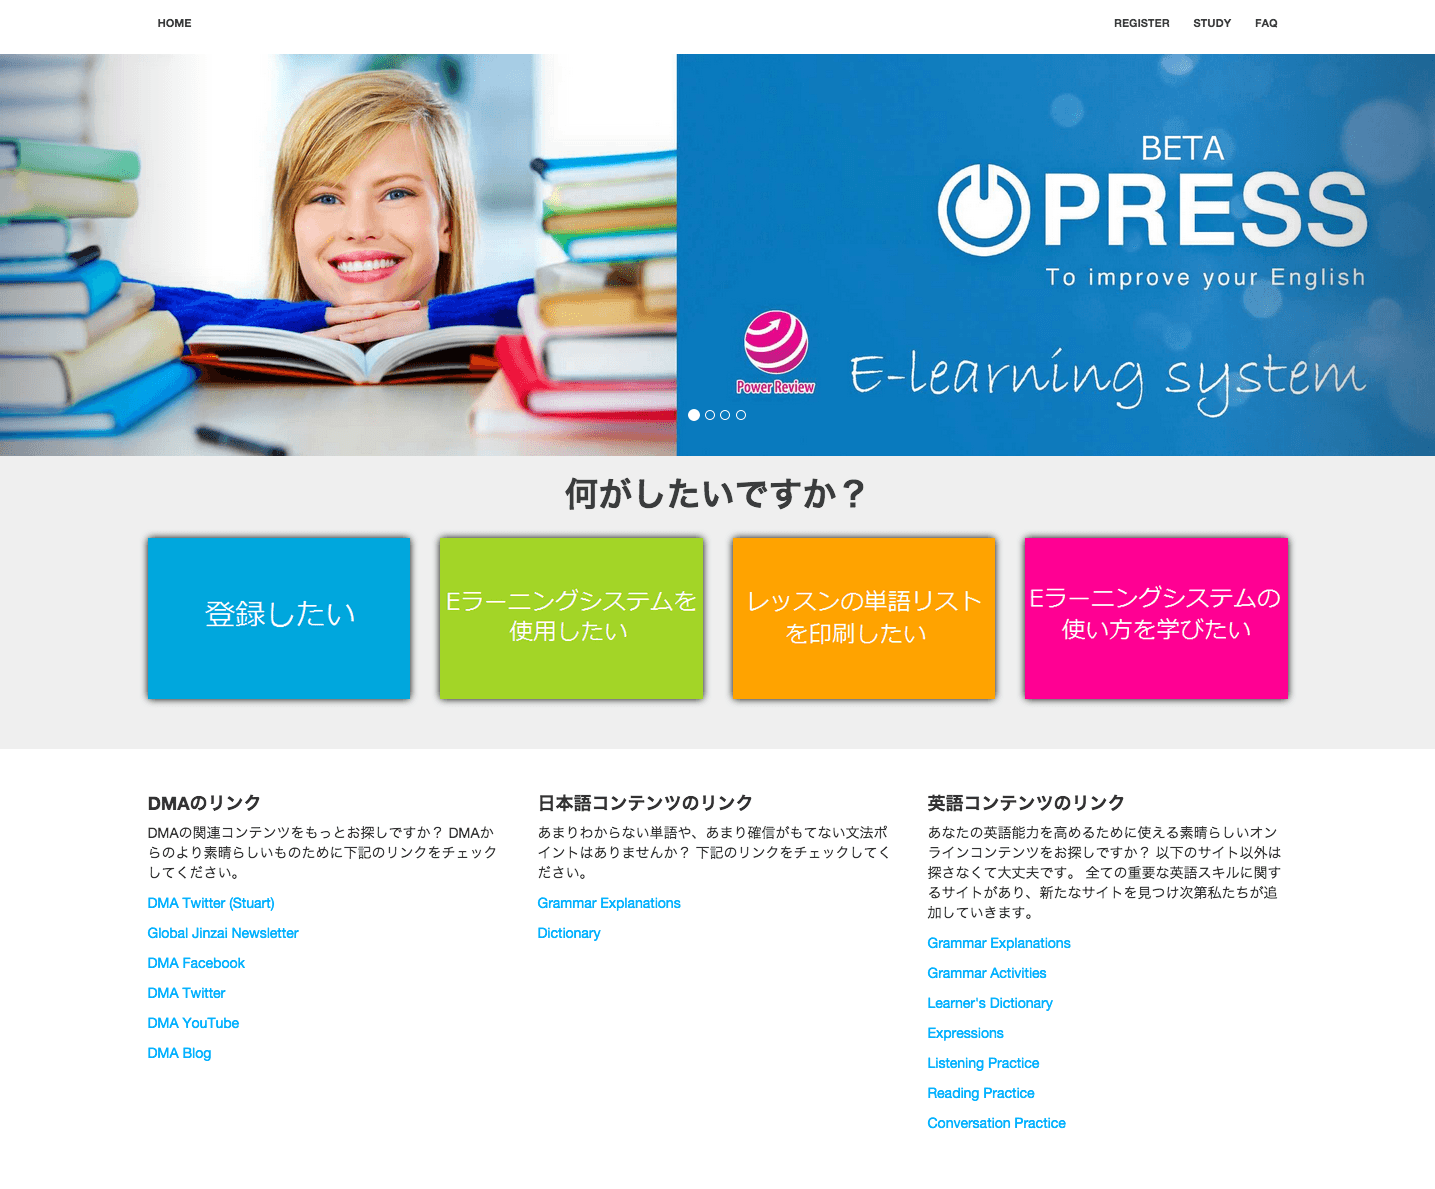 HOME
REGISTER STUDY FAQ
BETA
PRESS
To improve your English
Power Review
E-learning system
何がしたいですか？
登録したい
Eラーニングシステムを
使用したい
レッスンの単語リスト
を印刷したい
Eラーニングシステムの
使い方を学びたい
DMAのリンク
DMAの関連コンテンツをもっとお探しですか？ DMAか
らのより素晴らしいものために下記のリンクをチェック
してください。
DMA Twitter (Stuart)
Global Jinzai Newsletter
DMA Facebook
DMA Twitter
DMA YouTube
DMA Blog
日本語コンテンツのリンク
あまりわからない単語や、あまり確信がもてない文法ポ
イントはありませんか？ 下記のリンクをチェックしてく
ださい。
Grammar Explanations
Dictionary
英語コンテンツのリンク
あなたの英語能力を高めるために使える素晴らしいオン
ラインコンテンツをお探しですか？ 以下のサイト以外は
探さなくて大丈夫です。 全ての重要な英語スキルに関す
るサイトがあり、新たなサイトを見つけ次第私たちが追
加していきます。
Grammar Explanations
Grammar Activities
Learner's Dictionary
Expressions
Listening Practice
Reading Practice
Conversation Practice